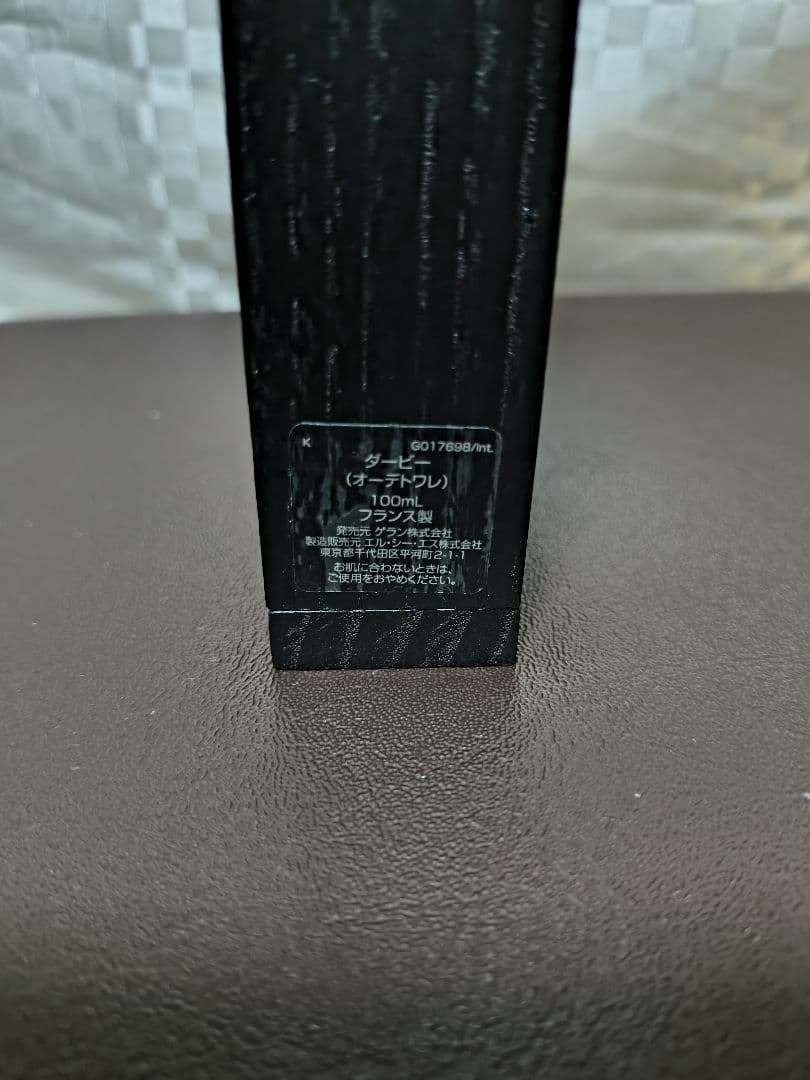 K G017698/Int.
ダービー
(オーデトワレ)
100mL
フランス製
発売元 ゲラン株式会社
製造販売元 エル・シー・エス株式会社
東京都千代田区平河町2-1-1
お肌に合わないときは、
ご使用をおやめください。